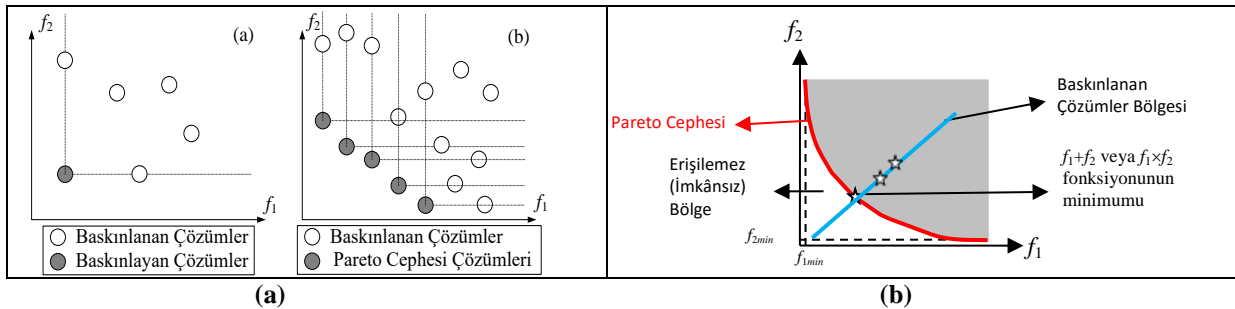 f2
(a)
f1
Baskınlanan Çözümler
Baskınlayan Çözümler
f2
(b)
f1
Baskınlanan Çözümler
Pareto Cephesi Çözümleri
(a)
f2
Pareto Cephesi
Baskınlanan
Çözümler Bölgesi
Erişilemez
(İmkânsız)
Bölge
f1+f2 veya f1×f2
fonksiyonunun
minimumu
f2min
f1min
f1
(b)